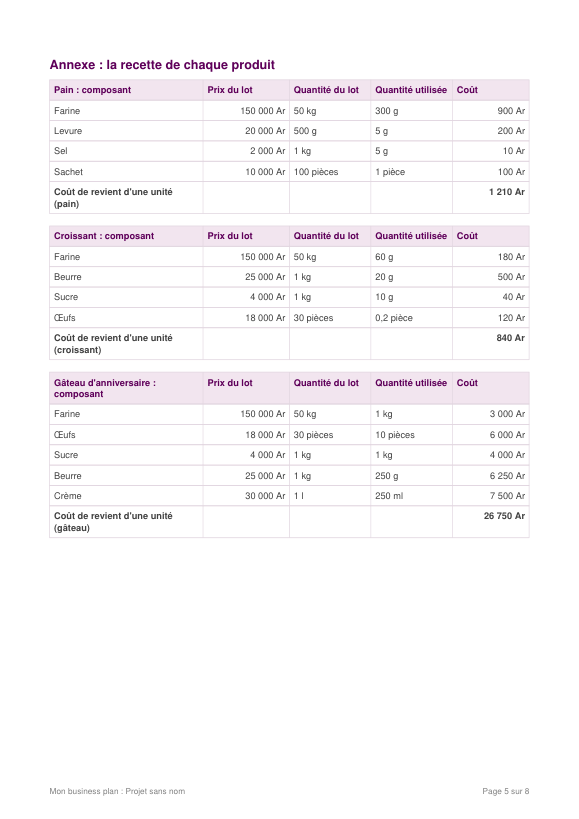 Annexe : la recette de chaque produit
Pain : composant Prix du lot Quantité du lot Quantité utilisée Coût
Farine 150 000 Ar 50 kg 300 g 900 Ar
Levure 20 000 Ar 500 g 5 g 200 Ar
Sel 2 000 Ar 1 kg 5 g 10 Ar
Sachet 10 000 Ar 100 pièces 1 pièce 100 Ar
Coût de revient d'une unité 1 210 Ar
(pain)
Croissant : composant Prix du lot Quantité du lot Quantité utilisée Coût
Farine 150 000 Ar 50 kg 60 g 180 Ar
Beurre 25 000 Ar 1 kg 20 g 500 Ar
Sucre 4 000 Ar 1 kg 10 g 40 Ar
Œufs 18 000 Ar 30 pièces 0,2 pièce 120 Ar
Coût de revient d'une unité 840 Ar
(croissant)
Gâteau d'anniversaire : Prix du lot Quantité du lot Quantité utilisée Coût
composant
Farine 150 000 Ar 50 kg 1 kg 3 000 Ar
Œufs 18 000 Ar 30 pièces 10 pièces 6 000 Ar
Sucre 4 000 Ar 1 kg 1 kg 4 000 Ar
Beurre 25 000 Ar 1 kg 250 g 6 250 Ar
Crème 30 000 Ar 1 l 250 ml 7 500 Ar
Coût de revient d'une unité 26 750 Ar
(gâteau)
Mon business plan : Projet sans nom Page 5 sur 8